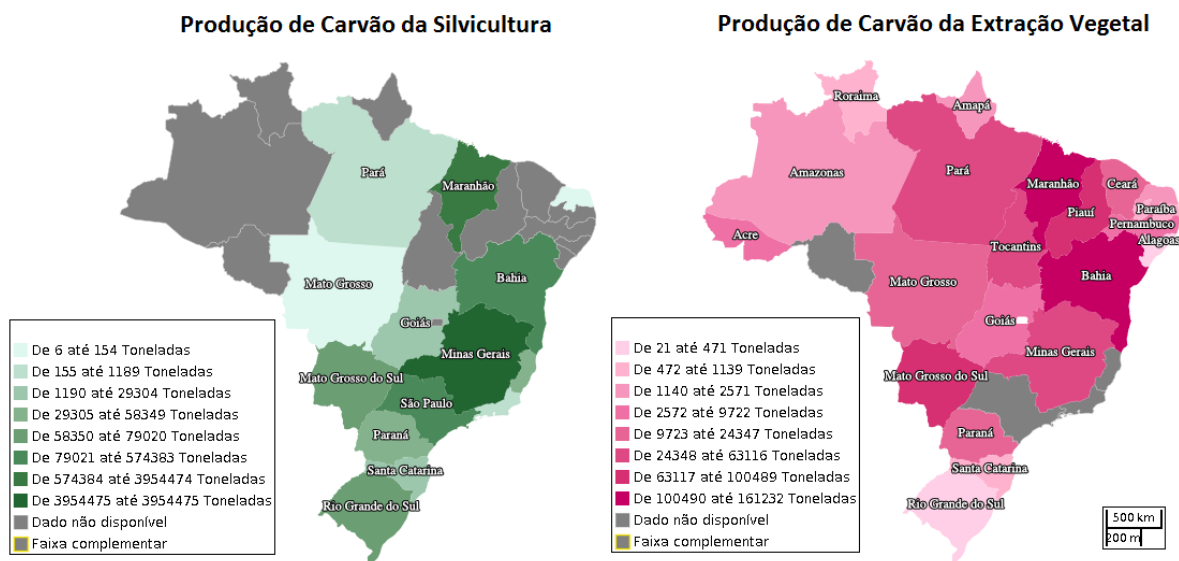 Produção de Carvão da Silvicultura
Pará
Maranhão
Mato Grosso
Bahia
Goiás
Minas Gerais
Mato Grosso do Sul
São Paulo
Paraná
Santa Catarina
Rio Grande do Sul
De 6 até 154 Toneladas
De 155 até 1189 Toneladas
De 1190 até 29304 Toneladas
De 29305 até 58349 Toneladas
De 58350 até 79020 Toneladas
De 79021 até 574383 Toneladas
De 574384 até 3954474 Toneladas
De 3954475 até 3954475 Toneladas
Dado não disponível
Faixa complementar
Produção de Carvão da Extração Vegetal
Roraima
Amapá
Amazonas
Pará
Maranhão
Ceará
Piauí
Paraíba
Pernambuco
Acre
Alagoas
Tocantins
Bahia
Mato Grosso
Goiás
Minas Gerais
Mato Grosso do Sul
Paraná
Santa Catarina
Rio Grande do Sul
De 21 até 471 Toneladas
De 472 até 1139 Toneladas
De 1140 até 2571 Toneladas
De 2572 até 9722 Toneladas
De 9723 até 24347 Toneladas
De 24348 até 63116 Toneladas
De 63117 até 100489 Toneladas
De 100490 até 161232 Toneladas
Dado não disponível
Faixa complementar
500 km
200 m